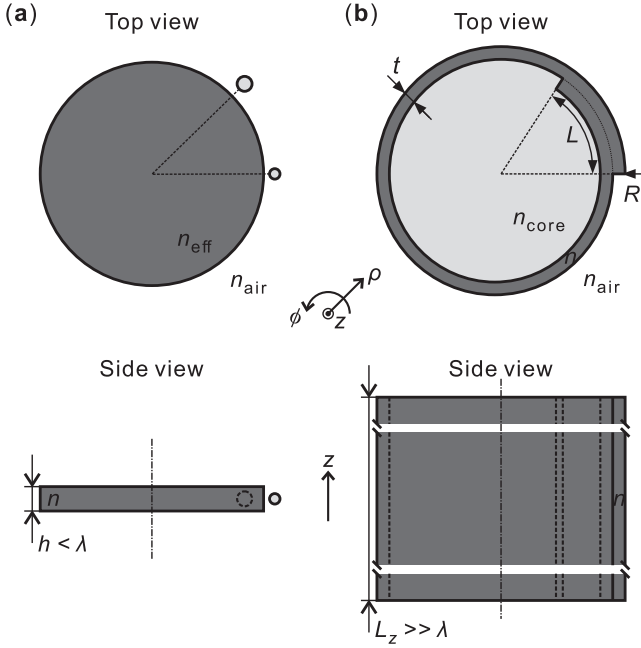 (a)
Top view
n_eff
n_air
(b)
Top view
t
L
R
n_core
n
n_air
ρ
ϕ
z
Side view
n
h < λ
Side view
z
n
L_z >> λ